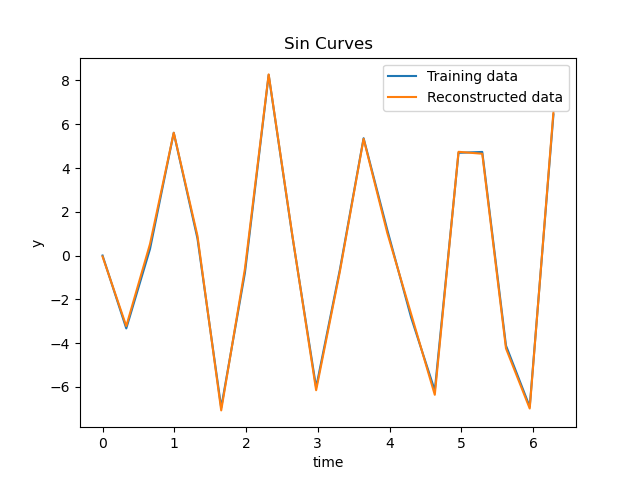 Sin Curves
Training data
Reconstructed data
y
8
6
4
2
0
−2
−4
−6
0 1 2 3 4 5 6
time